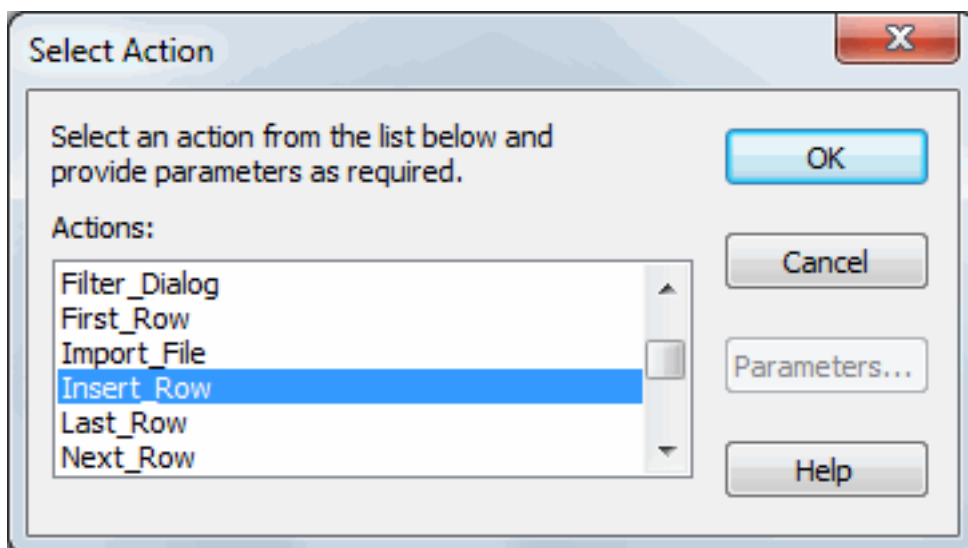 Select Action
Select an action from the list below and
provide parameters as required.
OK
Actions:
Cancel
Filter_Dialog
First_Row
Import_File
Insert_Row
Last_Row
Next_Row
Parameters...
Help